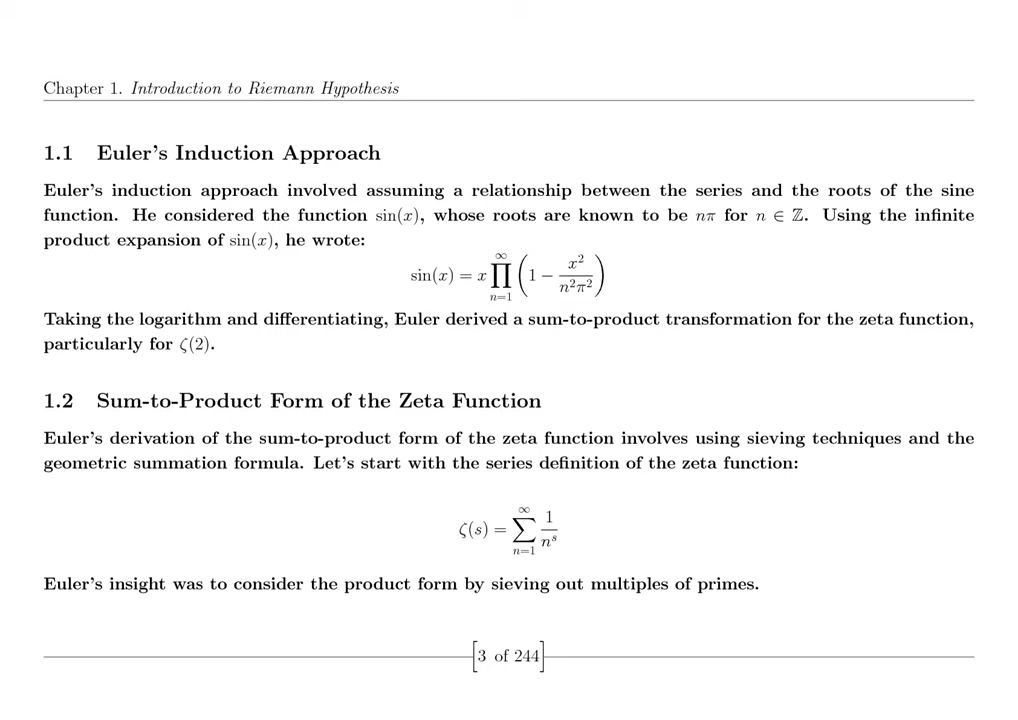 Chapter 1. Introduction to Riemann Hypothesis
1.1 Euler's Induction Approach
Euler's induction approach involved assuming a relationship between the series and the roots of the sine
function. He considered the function sin(x), whose roots are known to be nπ for n ∈ ℤ. Using the infinite
product expansion of sin(x), he wrote:
sin(x) = x ∏_{n=1}^{∞} (1 − x²/(n²π²))
Taking the logarithm and differentiating, Euler derived a sum-to-product transformation for the zeta function,
particularly for ζ(2).
1.2 Sum-to-Product Form of the Zeta Function
Euler's derivation of the sum-to-product form of the zeta function involves using sieving techniques and the
geometric summation formula. Let's start with the series definition of the zeta function:
ζ(s) = ∑_{n=1}^{∞} 1/n^s
Euler's insight was to consider the product form by sieving out multiples of primes.
[3 of 244]